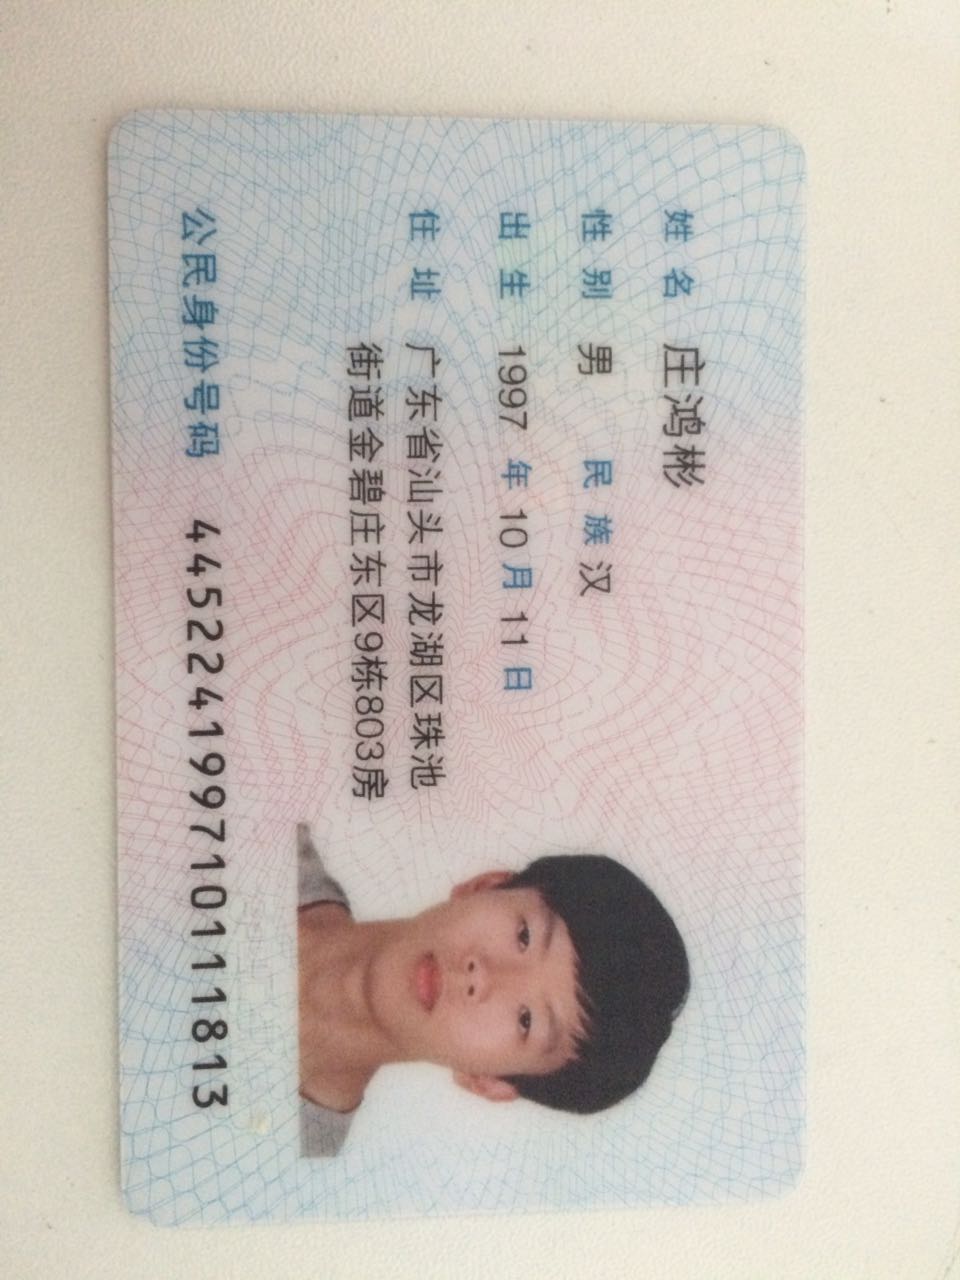 姓名 庄鸿彬
性别 男 民族 汉
出生 1997 年 10 月 11 日
住址 广东省汕头市龙湖区珠池
街道金碧庄东区9栋803房
公民身份号码 445224199710111813